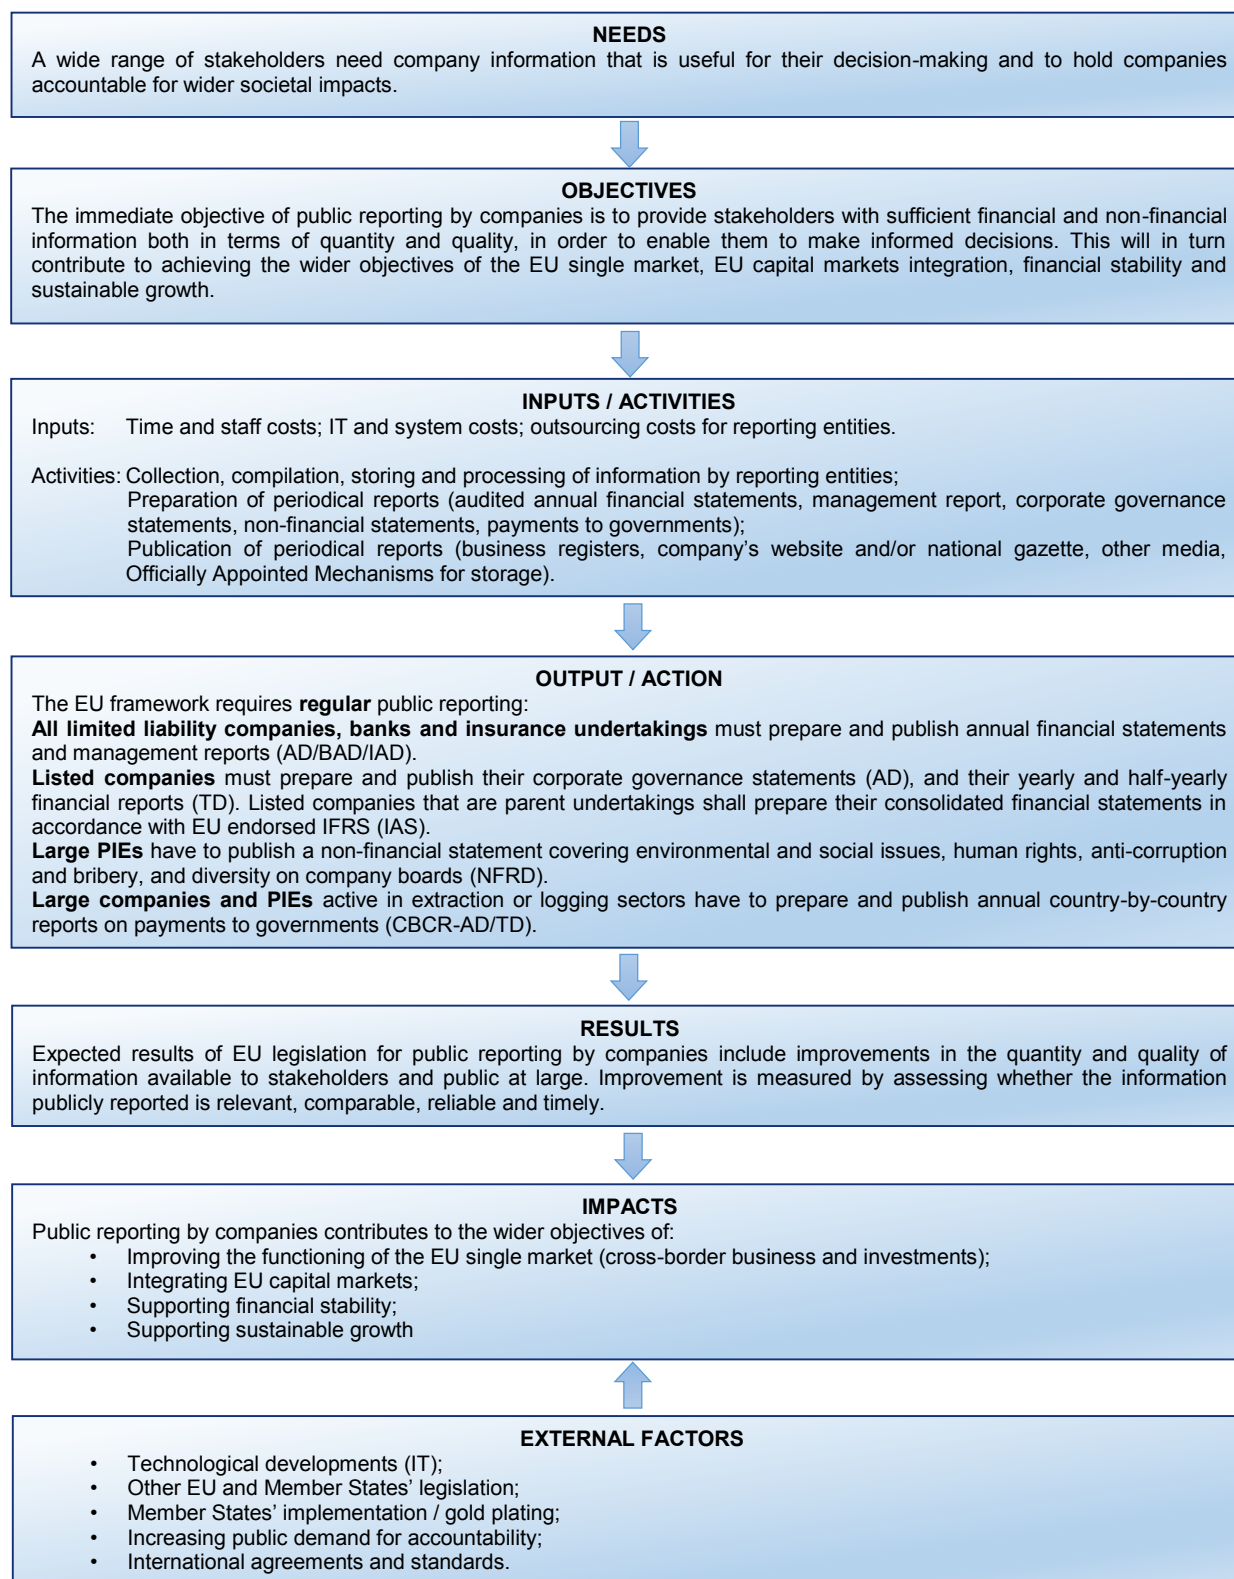 NEEDS
A wide range of stakeholders need company information that is useful for their decision-making and to hold companies
accountable for wider societal impacts.
OBJECTIVES
The immediate objective of public reporting by companies is to provide stakeholders with sufficient financial and non-financial
information both in terms of quantity and quality, in order to enable them to make informed decisions. This will in turn
contribute to achieving the wider objectives of the EU single market, EU capital markets integration, financial stability and
sustainable growth.
INPUTS / ACTIVITIES
Inputs: Time and staff costs; IT and system costs; outsourcing costs for reporting entities.
Activities: Collection, compilation, storing and processing of information by reporting entities;
Preparation of periodical reports (audited annual financial statements, management report, corporate governance
statements, non-financial statements, payments to governments);
Publication of periodical reports (business registers, company's website and/or national gazette, other media,
Officially Appointed Mechanisms for storage).
OUTPUT / ACTION
The EU framework requires regular public reporting:
All limited liability companies, banks and insurance undertakings must prepare and publish annual financial statements
and management reports (AD/BAD/IAD).
Listed companies must prepare and publish their corporate governance statements (AD), and their yearly and half-yearly
financial reports (TD). Listed companies that are parent undertakings shall prepare their consolidated financial statements in
accordance with EU endorsed IFRS (IAS).
Large PIEs have to publish a non-financial statement covering environmental and social issues, human rights, anti-corruption
and bribery, and diversity on company boards (NFRD).
Large companies and PIEs active in extraction or logging sectors have to prepare and publish annual country-by-country
reports on payments to governments (CBCR-AD/TD).
RESULTS
Expected results of EU legislation for public reporting by companies include improvements in the quantity and quality of
information available to stakeholders and public at large. Improvement is measured by assessing whether the information
publicly reported is relevant, comparable, reliable and timely.
IMPACTS
Public reporting by companies contributes to the wider objectives of:
• Improving the functioning of the EU single market (cross-border business and investments);
• Integrating EU capital markets;
• Supporting financial stability;
• Supporting sustainable growth
EXTERNAL FACTORS
• Technological developments (IT);
• Other EU and Member States' legislation;
• Member States' implementation / gold plating;
• Increasing public demand for accountability;
• International agreements and standards.